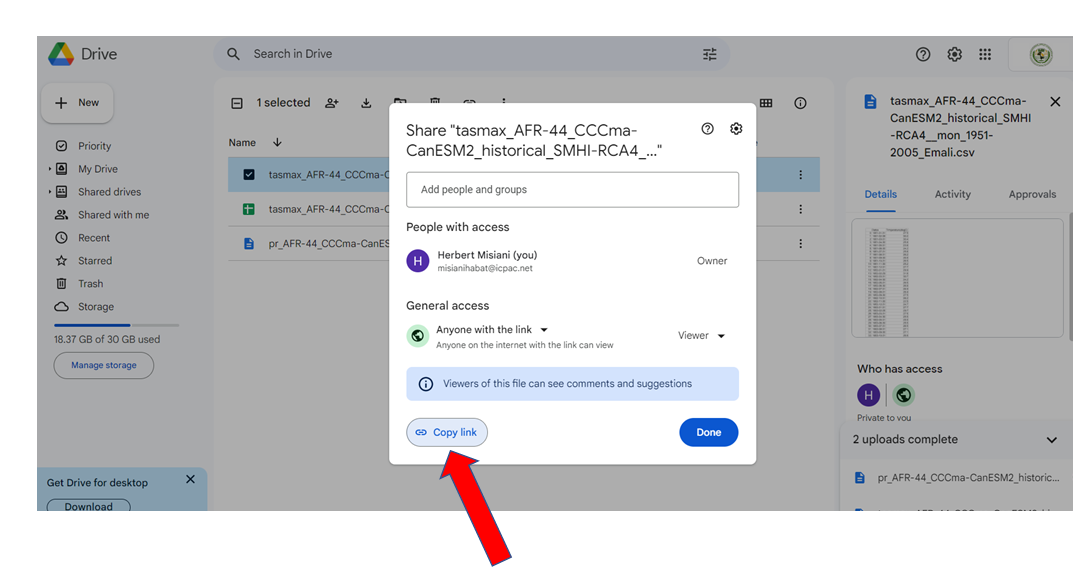 Drive
Search in Drive
New
1 selected
Priority
My Drive
Shared drives
Shared with me
Recent
Starred
Trash
Storage
18.37 GB of 30 GB used
Manage storage
Get Drive for desktop
Download
Name
tasmax_AFR-44_CCCma-C
tasmax_AFR-44_CCCma-C
pr_AFR-44_CCCma-CanES
Share "tasmax_AFR-44_CCCma-
CanESM2_historical_SMHI-RCA4_..."
Add people and groups
People with access
H
Herbert Misiani (you)
misianihabat@icpac.net
Owner
General access
Anyone with the link
Anyone on the internet with the link can view
Viewer
Viewers of this file can see comments and suggestions
Copy link
Done
tasmax_AFR-44_CCCma-
CanESM2_historical_SMHI
-RCA4__mon_1951-
2005_Emali.csv
Details
Activity
Approvals
Who has access
H
Private to you
2 uploads complete
pr_AFR-44_CCCma-CanESM2_historic...